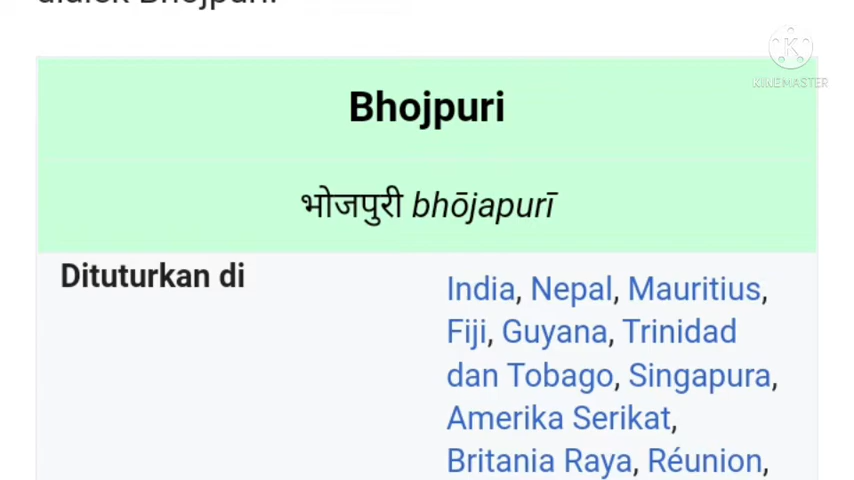 Bhojpuri
भोजपुरी bhōjapurī
Dituturkan di
India, Nepal, Mauritius,
Fiji, Guyana, Trinidad
dan Tobago, Singapura,
Amerika Serikat,
Britania Raya, Réunion,
KINEMASTER